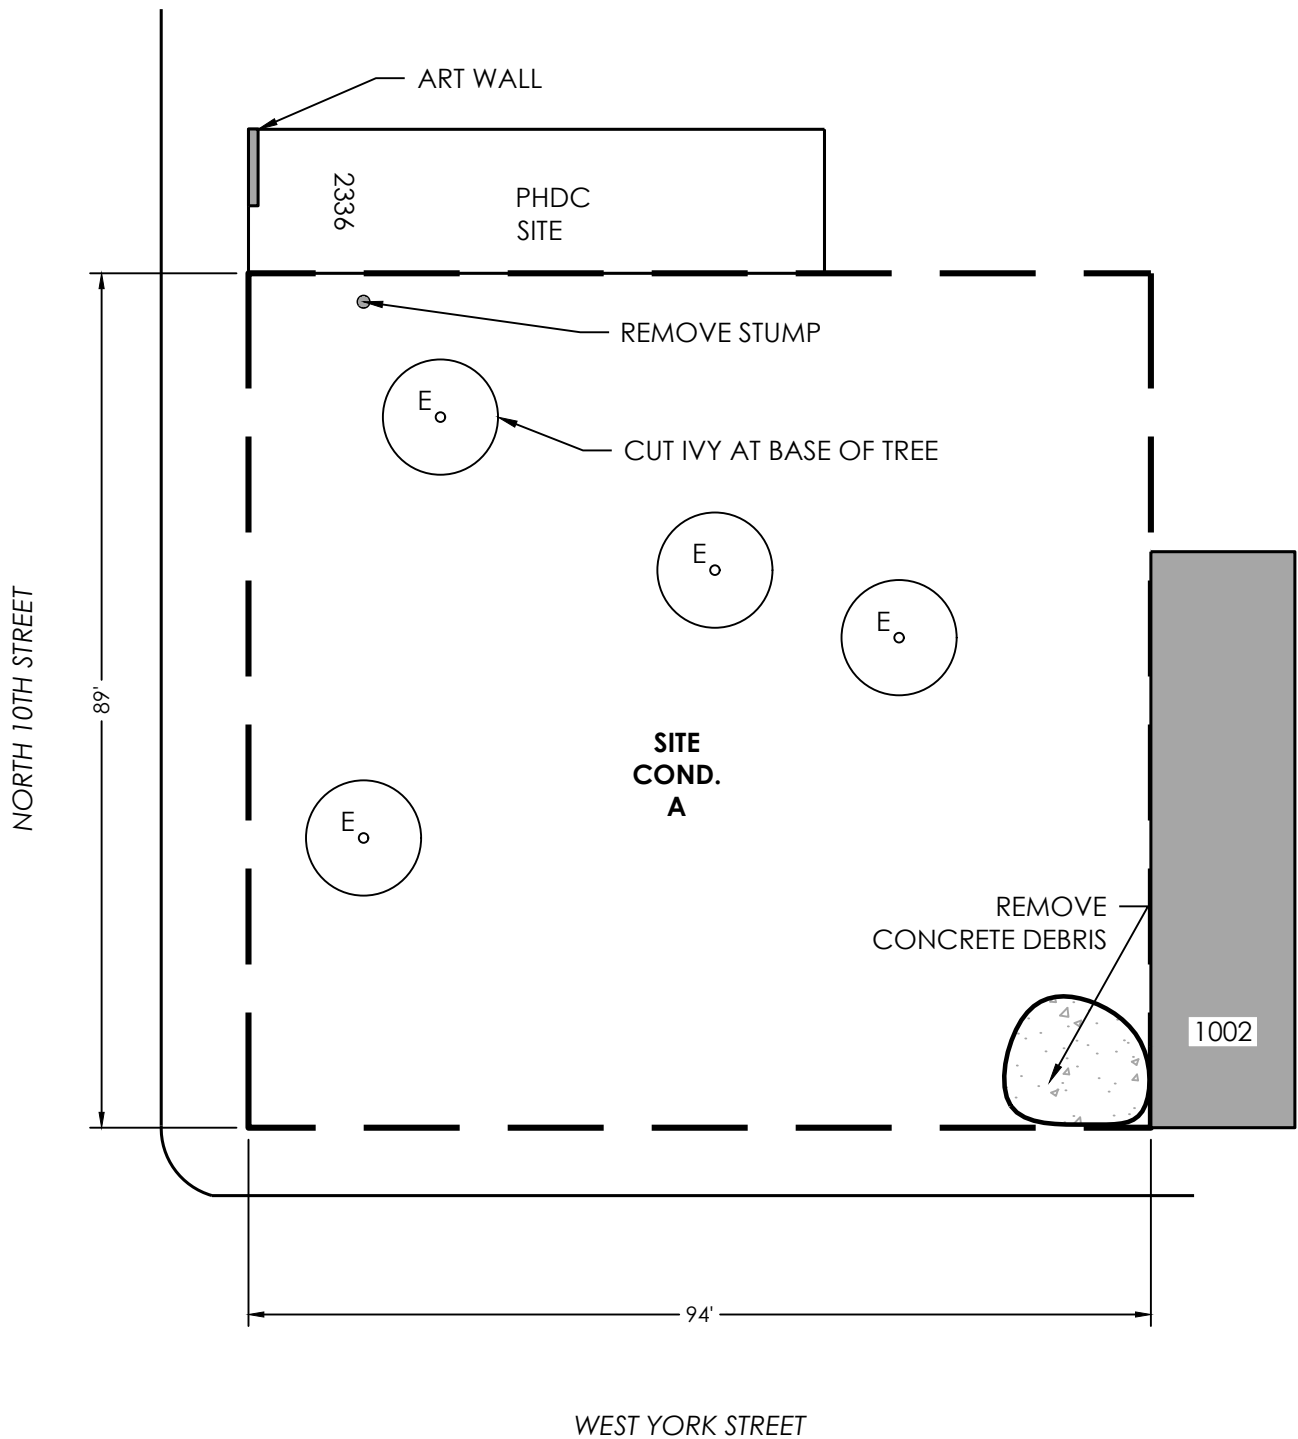 ART WALL
2336
PHDC
SITE
REMOVE STUMP
E
CUT IVY AT BASE OF TREE
E
E
NORTH 10TH STREET
89'
SITE
COND.
A
E
REMOVE
CONCRETE DEBRIS
1002
94'
WEST YORK STREET